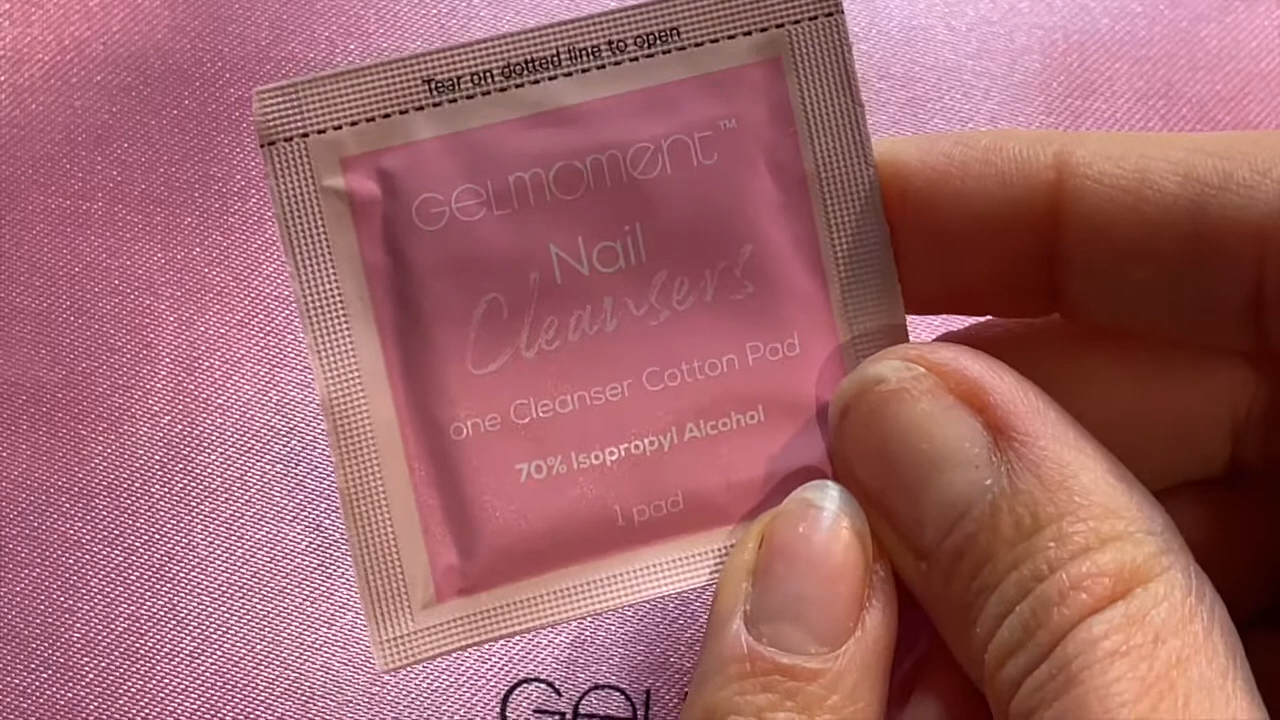 Tear on dotted line to open
GELMOMENT™
Nail
Cleansers
one Cleanser Cotton Pad
70% Isopropyl Alcohol
1 pad